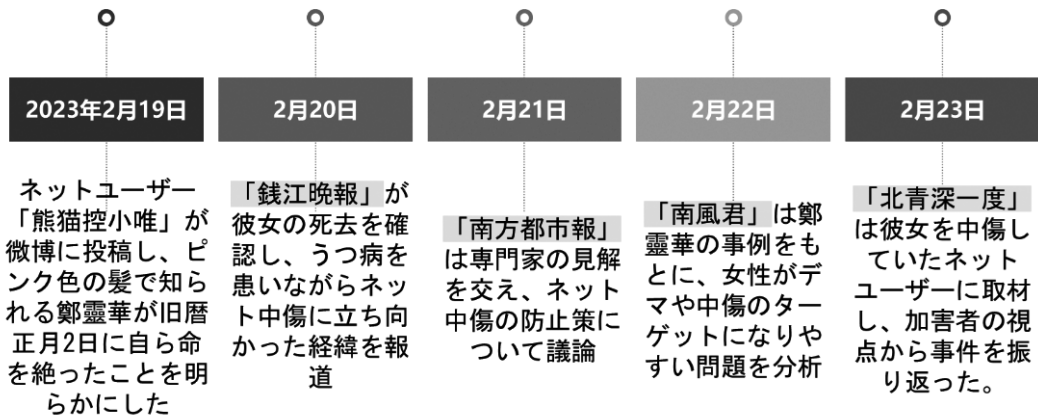 2023年2月19日
ネットユーザー
「熊猫控小唯」が
微博に投稿し、ピ
ンク色の髪で知ら
れる鄭靈華が旧暦
正月2日に自ら命
を絶ったことを明
らかにした
2月20日
「銭江晩報」が
彼女の死去を確
認し、うつ病を
患いながらネッ
ト中傷に立ち向
かった経緯を報
道
2月21日
「南方都市報」
は専門家の見解
を交え、ネット
中傷の防止策に
ついて議論
2月22日
「南風君」は鄭
靈華の事例をも
とに、女性がデ
マや中傷のター
ゲットになりや
すい問題を分析
2月23日
「北青深一度」
は彼女を中傷し
ていたネット
ユーザーに取材
し、加害者の視
点から事件を振
り返った。